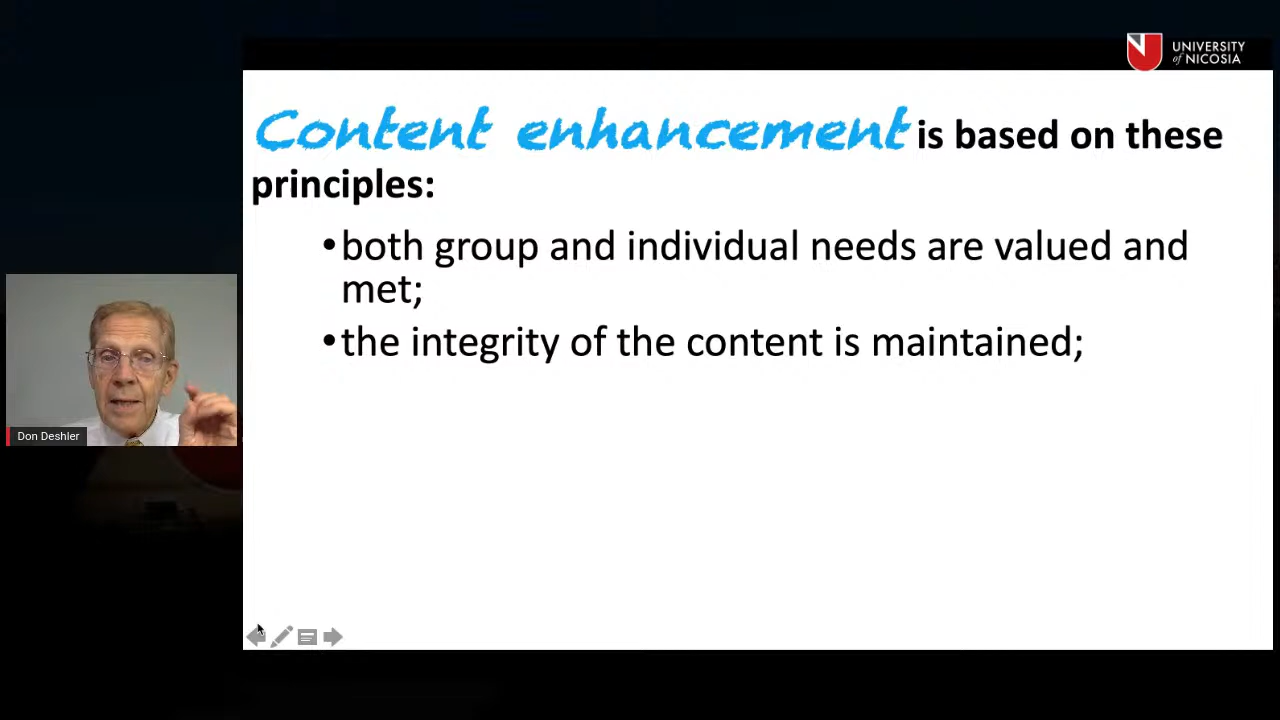 UNIVERSITY
of NICOSIA
Content enhancement is based on these
principles:
•both group and individual needs are valued and
met;
•the integrity of the content is maintained;
Don Deshler